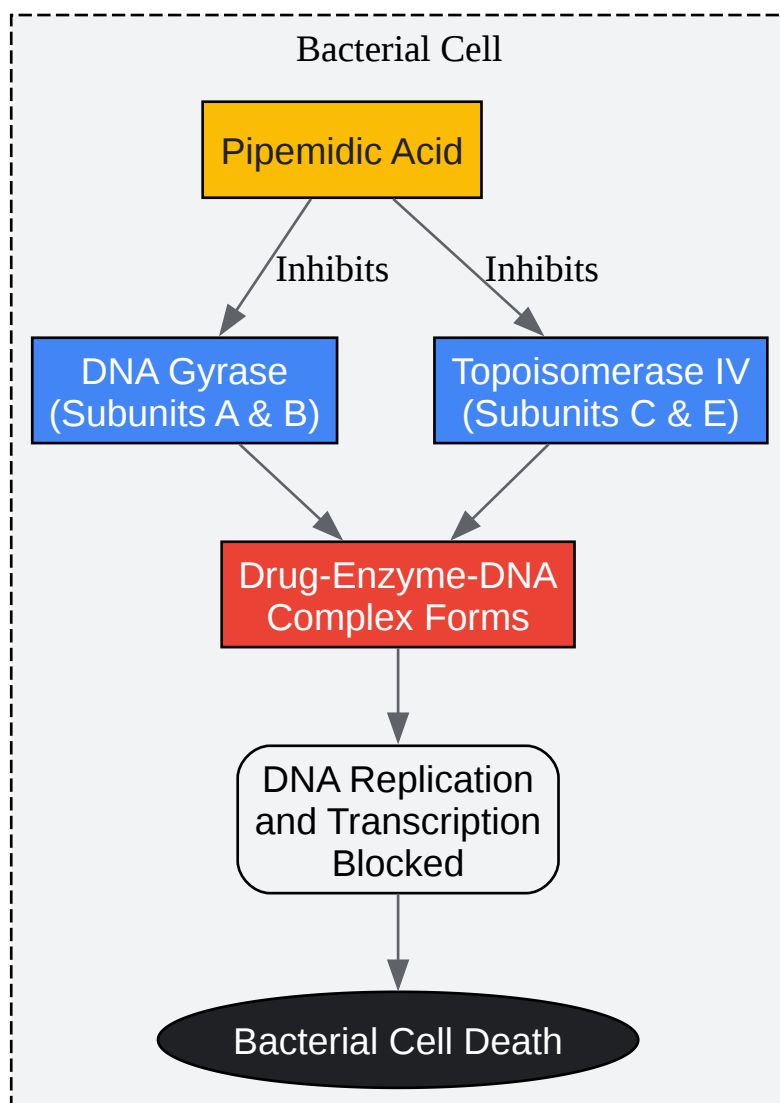 Bacterial Cell
Pipemidic Acid
Inhibits
Inhibits
DNA Gyrase
(Subunits A & B)
Topoisomerase IV
(Subunits C & E)
Drug-Enzyme-DNA
Complex Forms
DNA Replication
and Transcription
Blocked
Bacterial Cell Death